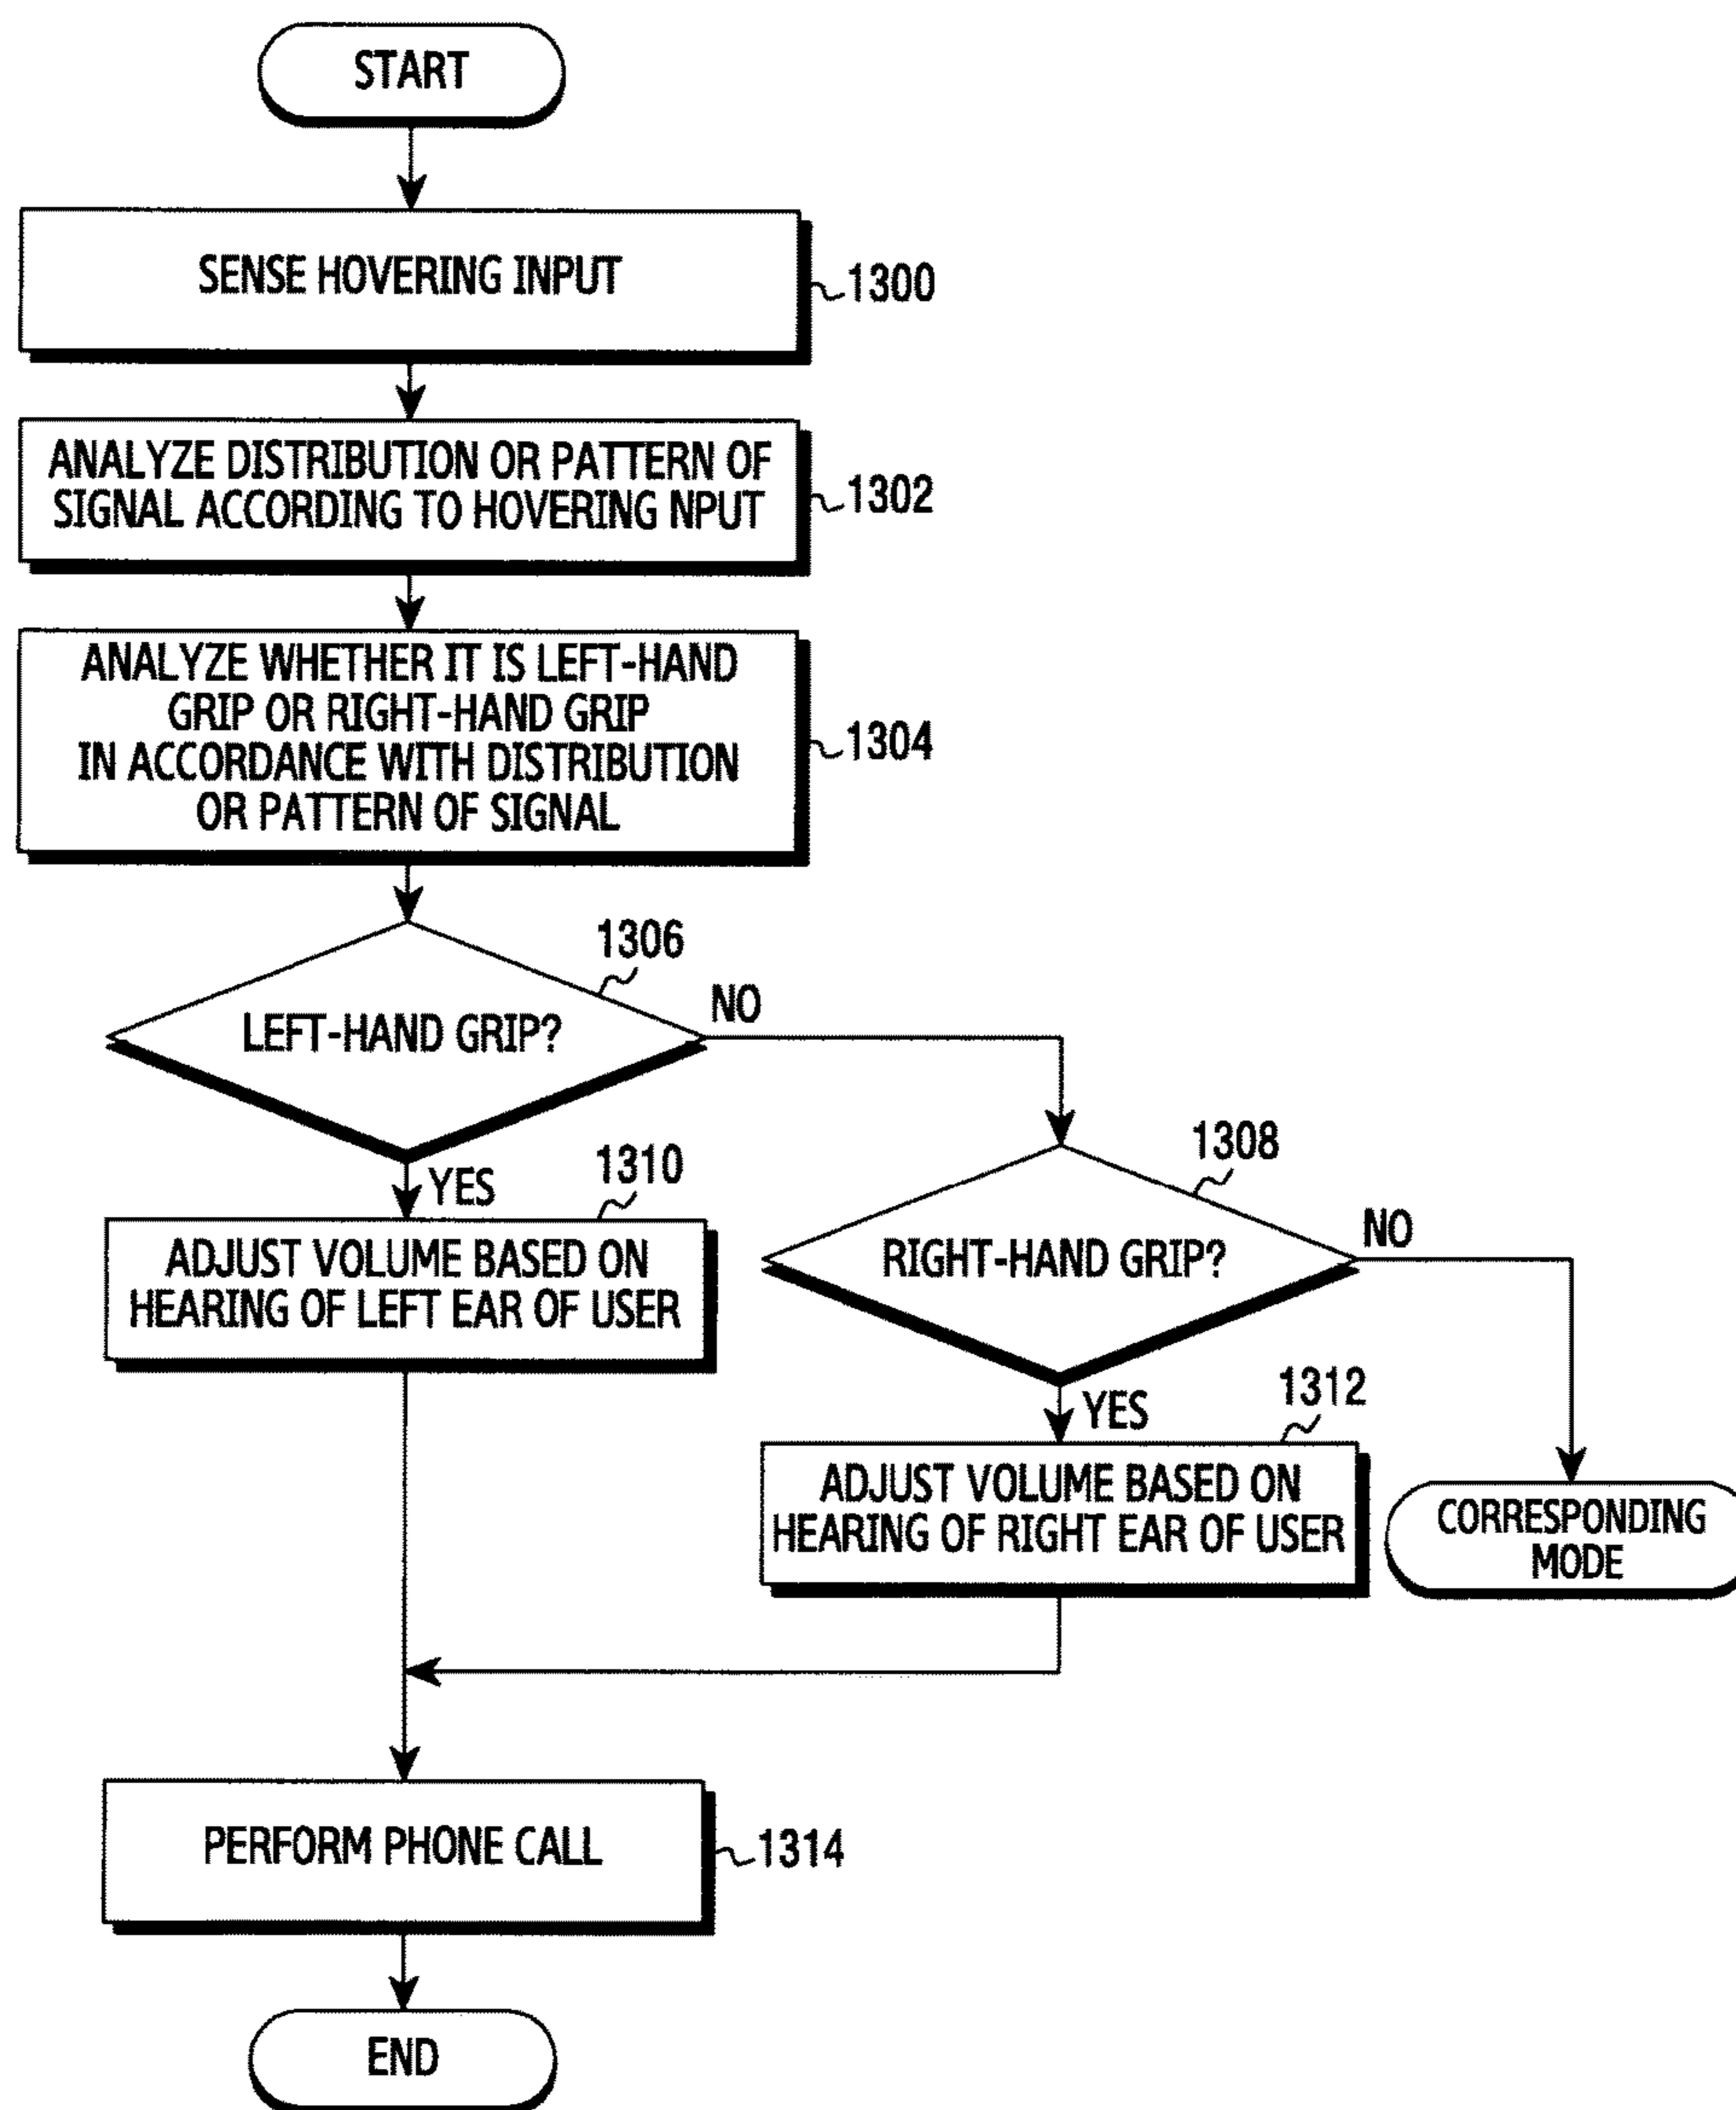 START
SENSE HOVERING INPUT
1300
ANALYZE DISTRIBUTION OR PATTERN OF
SIGNAL ACCORDING TO HOVERING NPUT
1302
ANALYZE WHETHER IT IS LEFT-HAND
GRIP OR RIGHT-HAND GRIP
IN ACCORDANCE WITH DISTRIBUTION
OR PATTERN OF SIGNAL
1304
1306
LEFT-HAND GRIP?
NO
YES
1308
RIGHT-HAND GRIP?
NO
YES
1310
ADJUST VOLUME BASED ON
HEARING OF LEFT EAR OF USER
1312
ADJUST VOLUME BASED ON
HEARING OF RIGHT EAR OF USER
CORRESPONDING
MODE
PERFORM PHONE CALL
1314
END